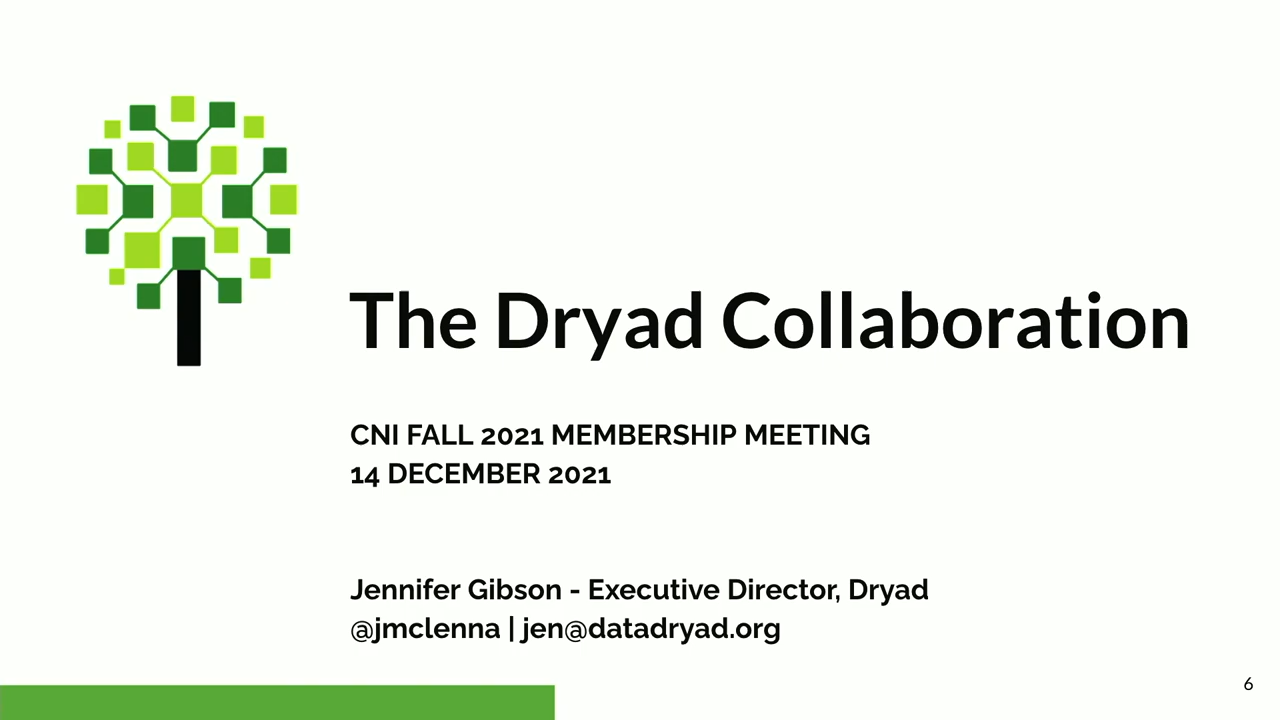 The Dryad Collaboration
CNI FALL 2021 MEMBERSHIP MEETING
14 DECEMBER 2021
Jennifer Gibson - Executive Director, Dryad
@jmclenna | jen@datadryad.org
6